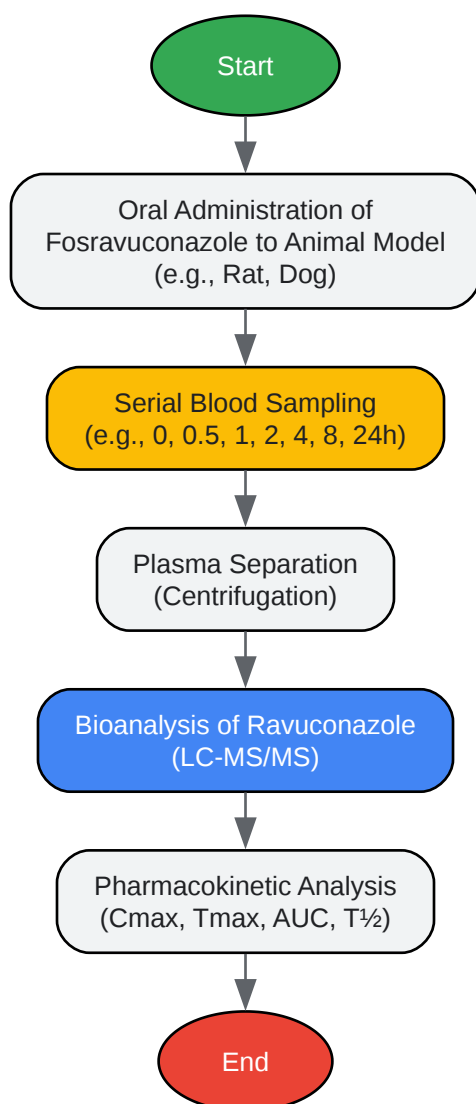 Start
Oral Administration of
Fosravuconazole to Animal Model
(e.g., Rat, Dog)
Serial Blood Sampling
(e.g., 0, 0.5, 1, 2, 4, 8, 24h)
Plasma Separation
(Centrifugation)
Bioanalysis of Ravuconazole
(LC-MS/MS)
Pharmacokinetic Analysis
(Cmax, Tmax, AUC, T½)
End